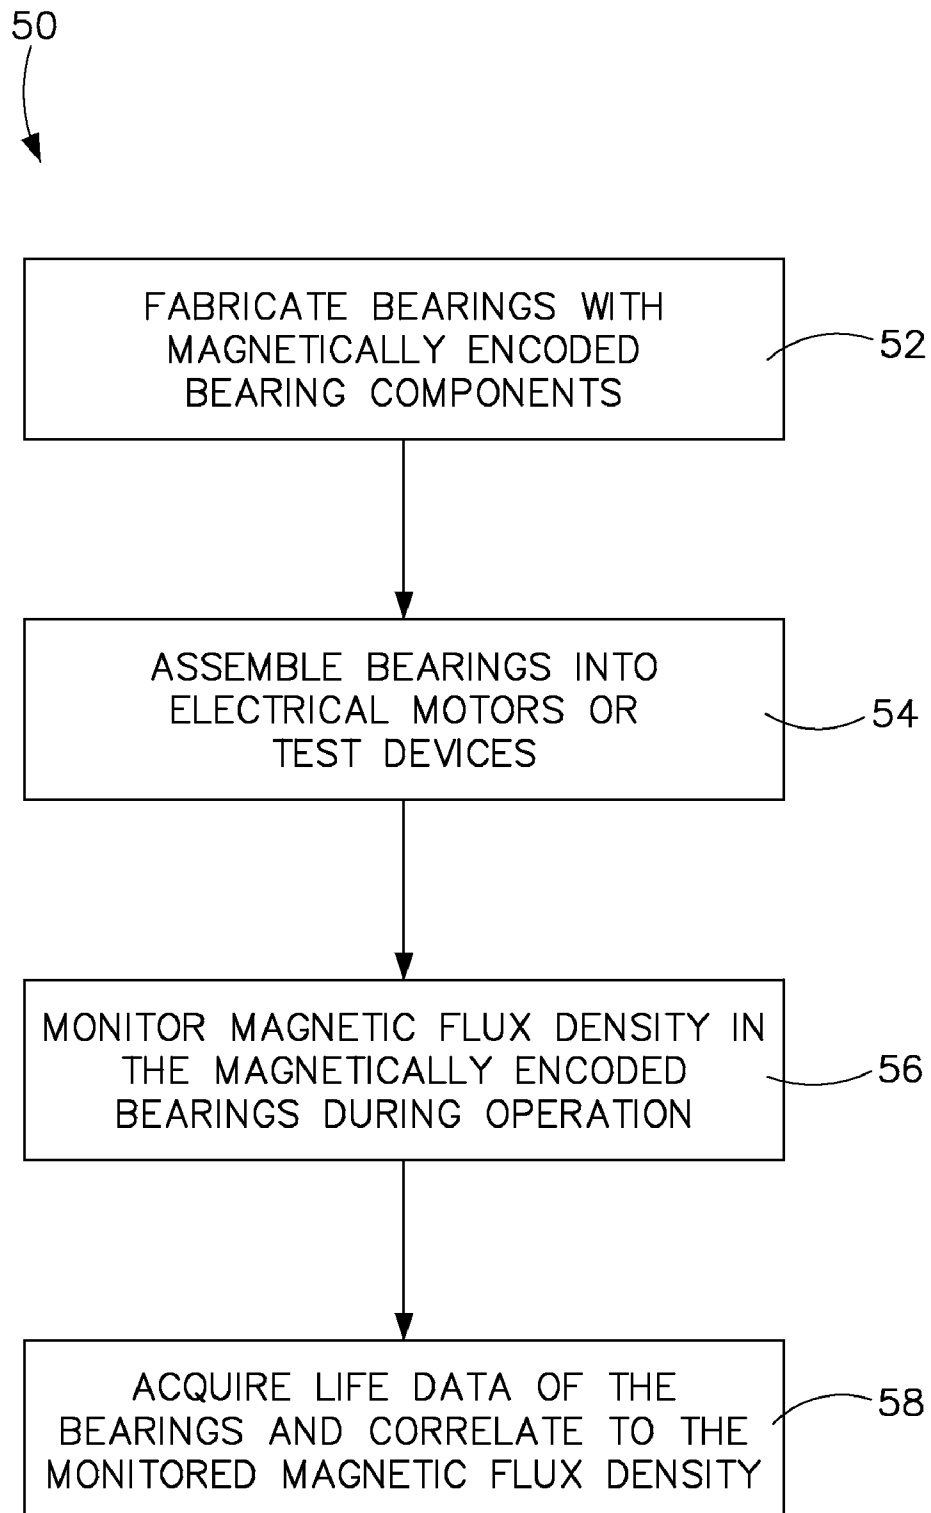 50
FABRICATE BEARINGS WITH
MAGNETICALLY ENCODED
BEARING COMPONENTS
52
ASSEMBLE BEARINGS INTO
ELECTRICAL MOTORS OR
TEST DEVICES
54
MONITOR MAGNETIC FLUX DENSITY IN
THE MAGNETICALLY ENCODED
BEARINGS DURING OPERATION
56
ACQUIRE LIFE DATA OF THE
BEARINGS AND CORRELATE TO THE
MONITORED MAGNETIC FLUX DENSITY
58